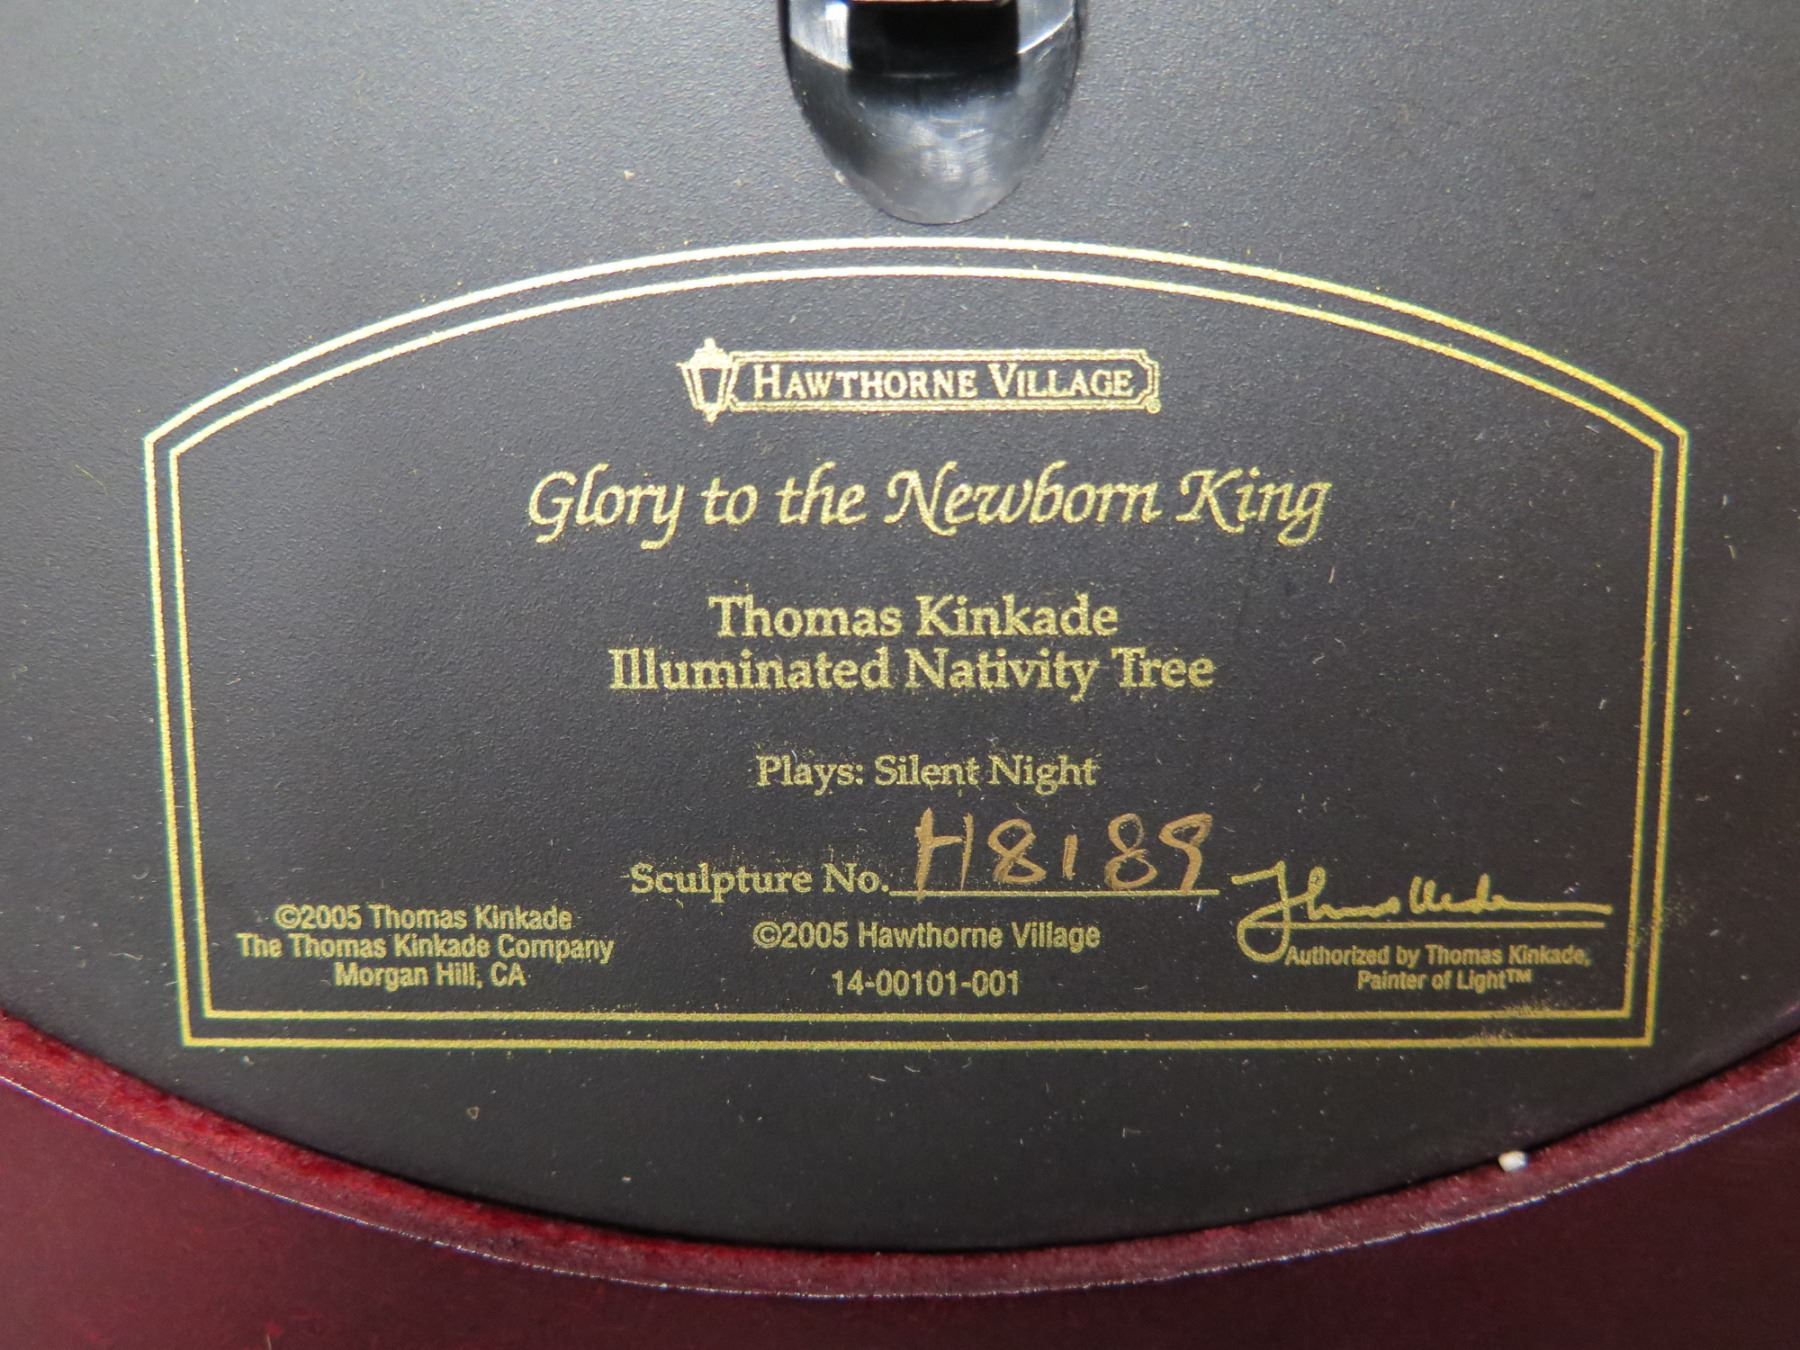 HAWTHORNE VILLAGE®
Glory to the Newborn King
Thomas Kinkade
Illuminated Nativity Tree
Plays: Silent Night
Sculpture No. H8189
©2005 Thomas Kinkade
The Thomas Kinkade Company
Morgan Hill, CA
©2005 Hawthorne Village
14-00101-001
Authorized by Thomas Kinkade,
Painter of Light™